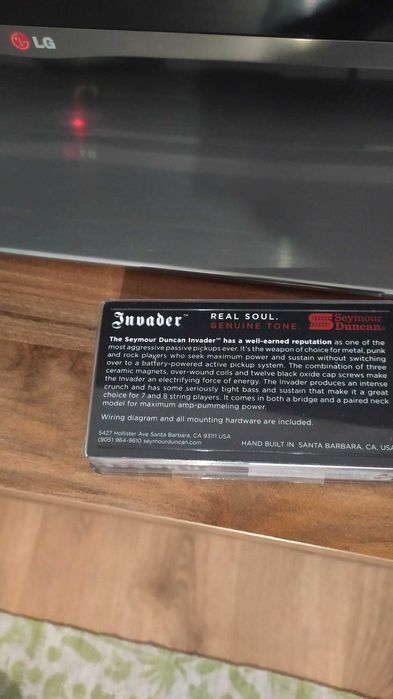 LG
Invader™
REAL SOUL.
GENUINE TONE.
Seymour
Duncan®
The Seymour Duncan Invader™ has a well-earned reputation as one of the
most aggressive passive pickups ever. It's the weapon of choice for metal, punk
and rock players who seek maximum power and sustain without switching
over to a battery-powered active pickup system. The combination of three
ceramic magnets, over-wound coils and twelve black oxide cap screws make
the Invader an electrifying force of energy. The Invader produces an intense
crunch and has some seriously tight bass and sustain that make it a great
choice for 7 and 8 string players. It comes in both a bridge and a paired neck
model for maximum amp-pummeling power.
Wiring diagram and all mounting hardware are included.
5427 Hollister Ave Santa Barbara, CA 93111 USA
(805) 964-9610 seymourduncan.com
HAND BUILT IN SANTA BARBARA, CA, USA